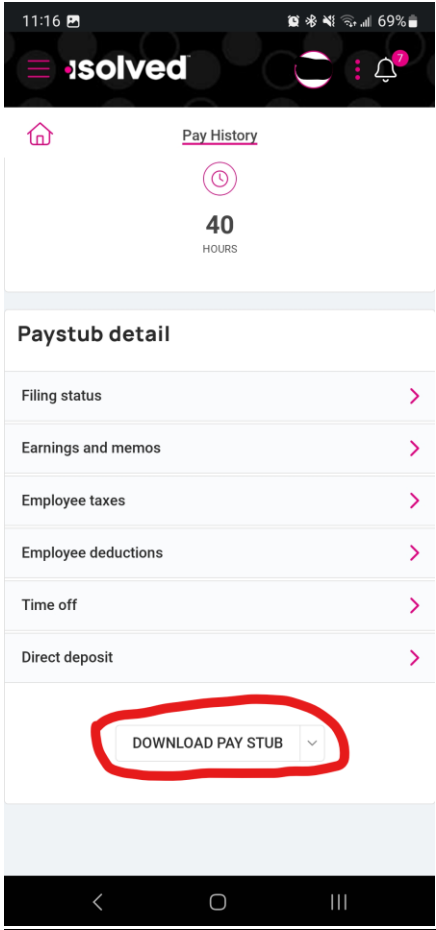 11:16 69%
isolved
7
Pay History
40
HOURS
Paystub detail
Filing status
Earnings and memos
Employee taxes
Employee deductions
Time off
Direct deposit
DOWNLOAD PAY STUB